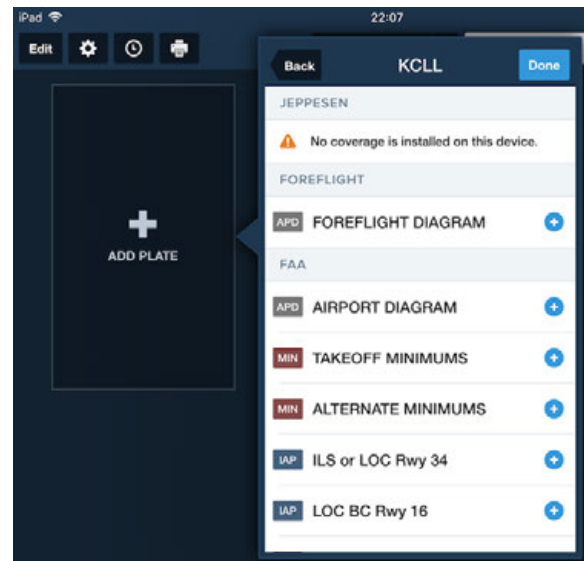 iPad 22:07
Edit
Back KCLL Done
JEPPESEN
No coverage is installed on this device.
FOREFLIGHT
APD FOREFLIGHT DIAGRAM
ADD PLATE
FAA
APD AIRPORT DIAGRAM
MIN TAKEOFF MINIMUMS
MIN ALTERNATE MINIMUMS
IAP ILS or LOC Rwy 34
IAP LOC BC Rwy 16